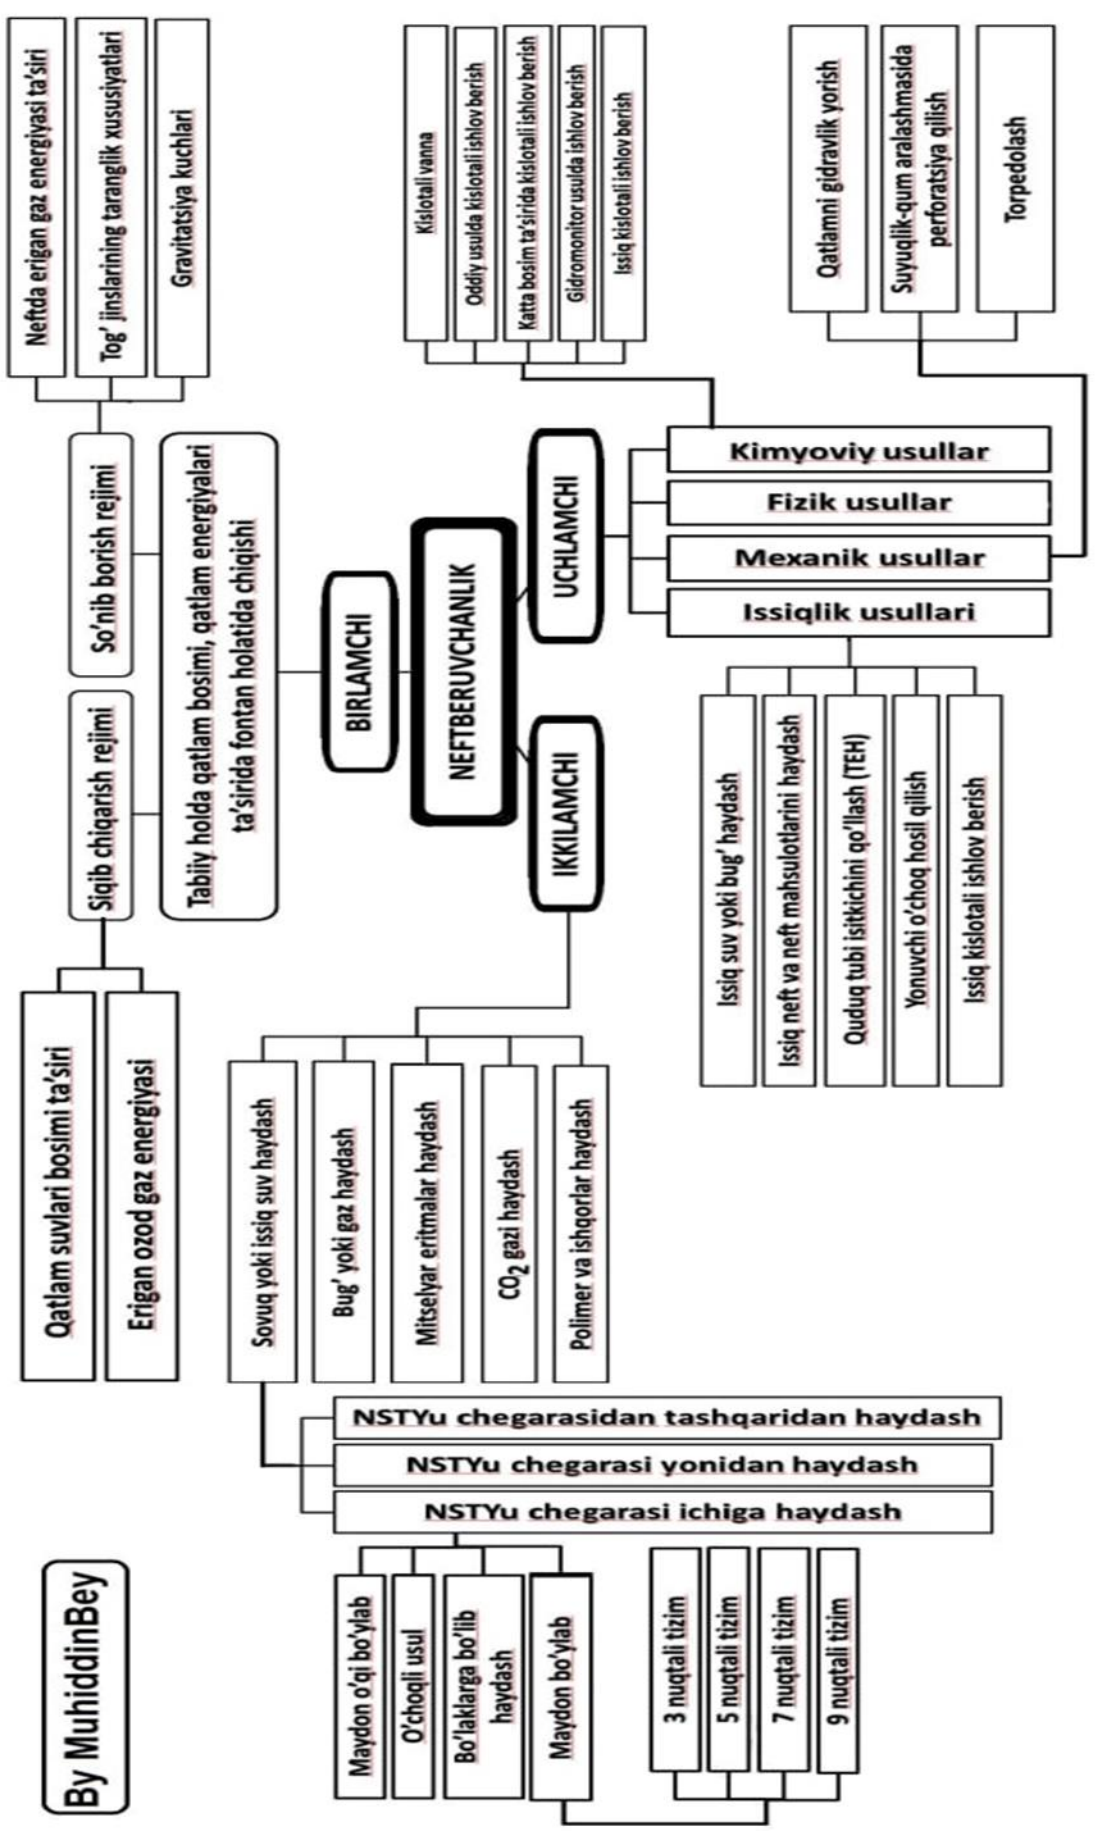 By MuhiddinBey
Qatlam suvlari bosimi ta'siri
Erigan ozod gaz energiyasi
Siqib chiqarish rejimi
So'nib borish rejimi
Neftda erigan gaz energiyasi ta'siri
Tog' jinslarining taranglik xususiyatlari
Gravitatsiya kuchlari
Tabiiy holda qatlam bosimi, qatlam energiyalari
ta'sirida fontan holatida chiqishi
BIRLAMCHI
NEFTBERUVCHANLIK
IKKILAMCHI
UCHLAMCHI
Sovuq yoki issiq suv haydash
Bug' yoki gaz haydash
Mitselyar eritmalar haydash
CO2 gazi haydash
Polimer va ishqorlar haydash
NSTYu chegarasidan tashqaridan haydash
NSTYu chegarasi yonidan haydash
NSTYu chegarasi ichiga haydash
Maydon o'qi bo'ylab
O'choqli usul
Bo'laklarga bo'lib
haydash
Maydon bo'ylab
3 nuqtali tizim
5 nuqtali tizim
7 nuqtali tizim
9 nuqtali tizim
Kimyoviy usullar
Fizik usullar
Mexanik usullar
Issiqlik usullari
Kislotali vanna
Oddiy usulda kislotali ishlov berish
Katta bosim ta'sirida kislotali ishlov berish
Gidromonitor usulda ishlov berish
Issiq kislotali ishlov berish
Qatlamni gidravlik yorish
Suyuqlik-qum aralashmasida
perforatsiya qilish
Torpedolash
Issiq suv yoki bug' haydash
Issiq neft va neft mahsulotlarini haydash
Quduq tubi isitkichini qo'llash (TEH)
Yonuvchi o'choq hosil qilish
Issiq kislotali ishlov berish